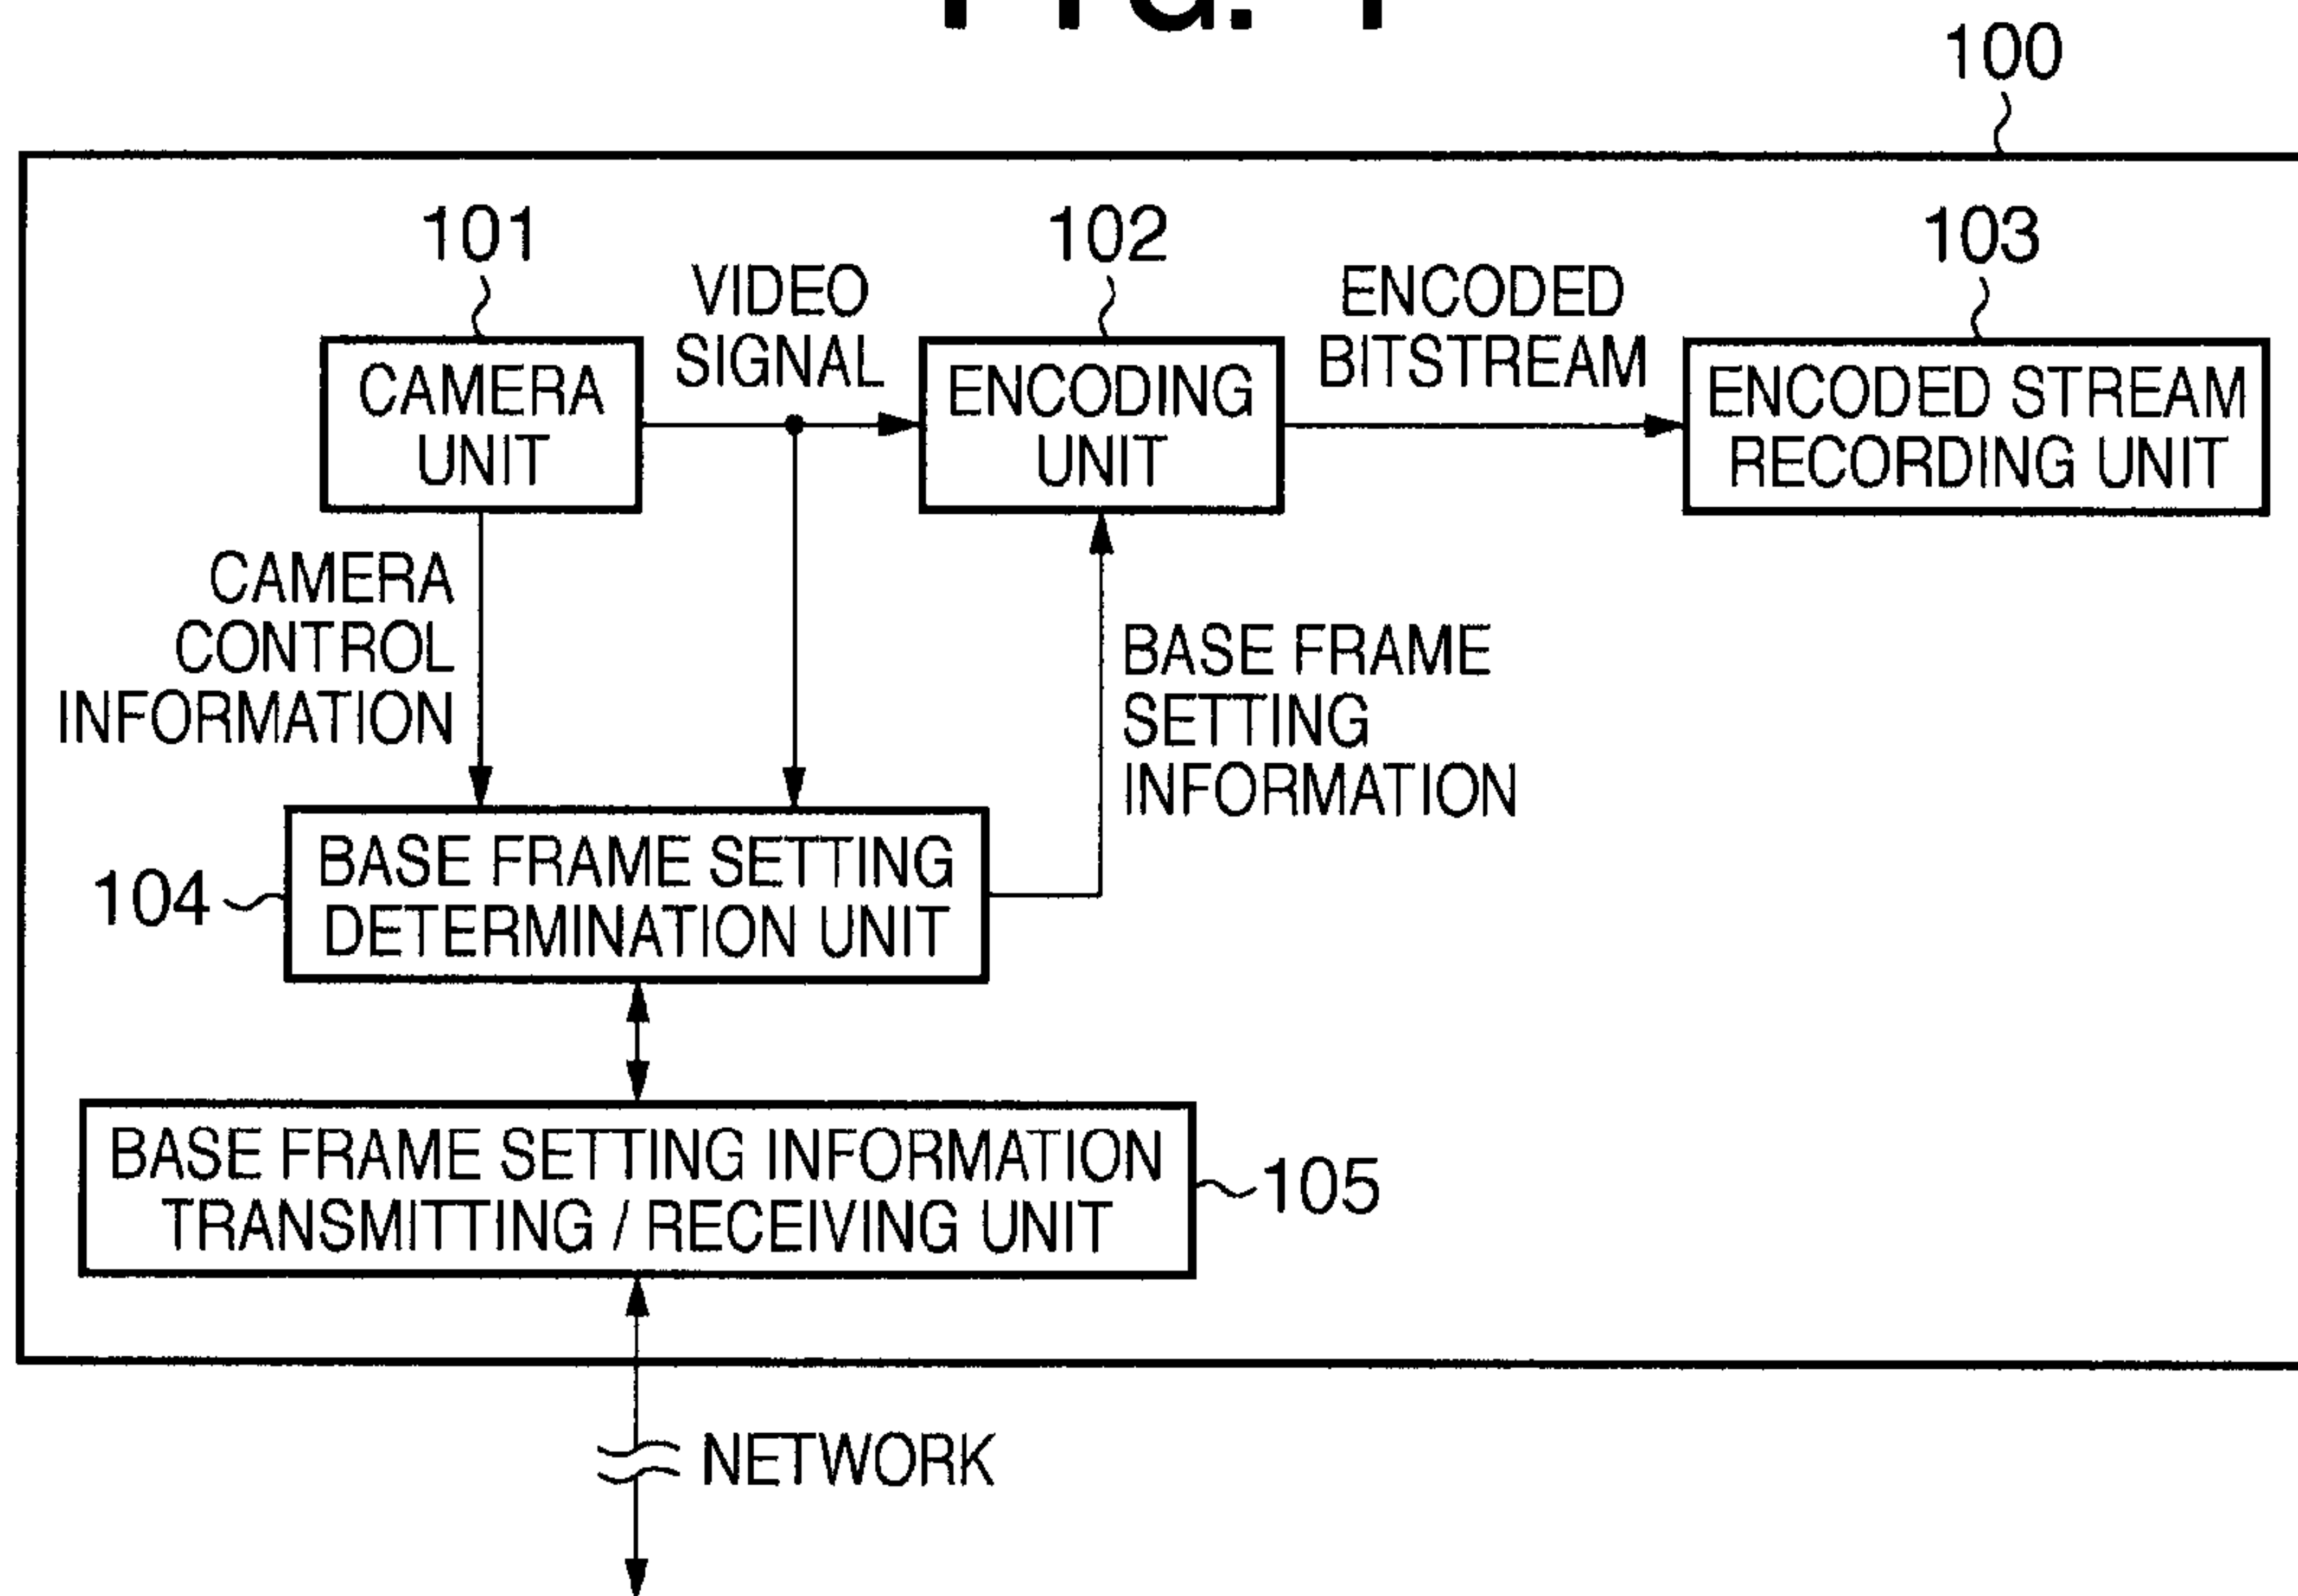 FIG. 1
100
101
102
103
VIDEO
SIGNAL
ENCODED
BITSTREAM
CAMERA
UNIT
ENCODING
UNIT
ENCODED STREAM
RECORDING UNIT
CAMERA
CONTROL
INFORMATION
BASE FRAME
SETTING
INFORMATION
104
BASE FRAME SETTING
DETERMINATION UNIT
BASE FRAME SETTING INFORMATION
TRANSMITTING / RECEIVING UNIT
105
NETWORK